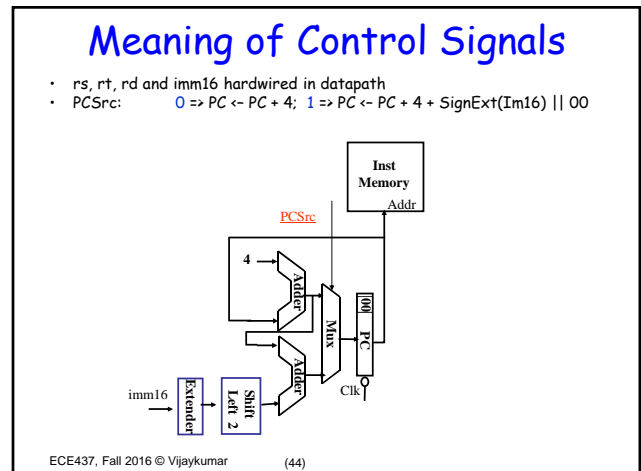 Meaning of Control Signals
• rs, rt, rd and imm16 hardwired in datapath
• PCSrc: 0 => PC <– PC + 4; 1 => PC <– PC + 4 + SignExt(Im16) || 00
Inst
Memory
Addr
PCSrc
4
Adder
Mux
00
PC
Adder
Clk
imm16
Extender
Shift
Left 2
ECE437, Fall 2016 © Vijaykumar
(44)